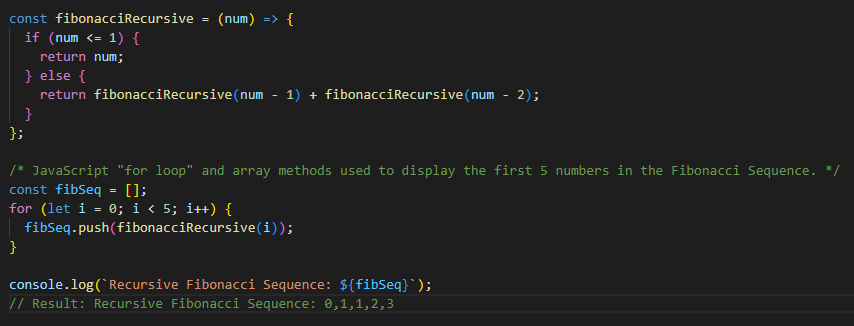 const fibonacciRecursive = (num) => {
  if (num <= 1) {
    return num;
  } else {
    return fibonacciRecursive(num - 1) + fibonacciRecursive(num - 2);
  }
};

/* JavaScript "for loop" and array methods used to display the first 5 numbers in the Fibonacci Sequence. */
const fibSeq = [];
for (let i = 0; i < 5; i++) {
  fibSeq.push(fibonacciRecursive(i));
}

console.log(`Recursive Fibonacci Sequence: ${fibSeq}`);
// Result: Recursive Fibonacci Sequence: 0,1,1,2,3